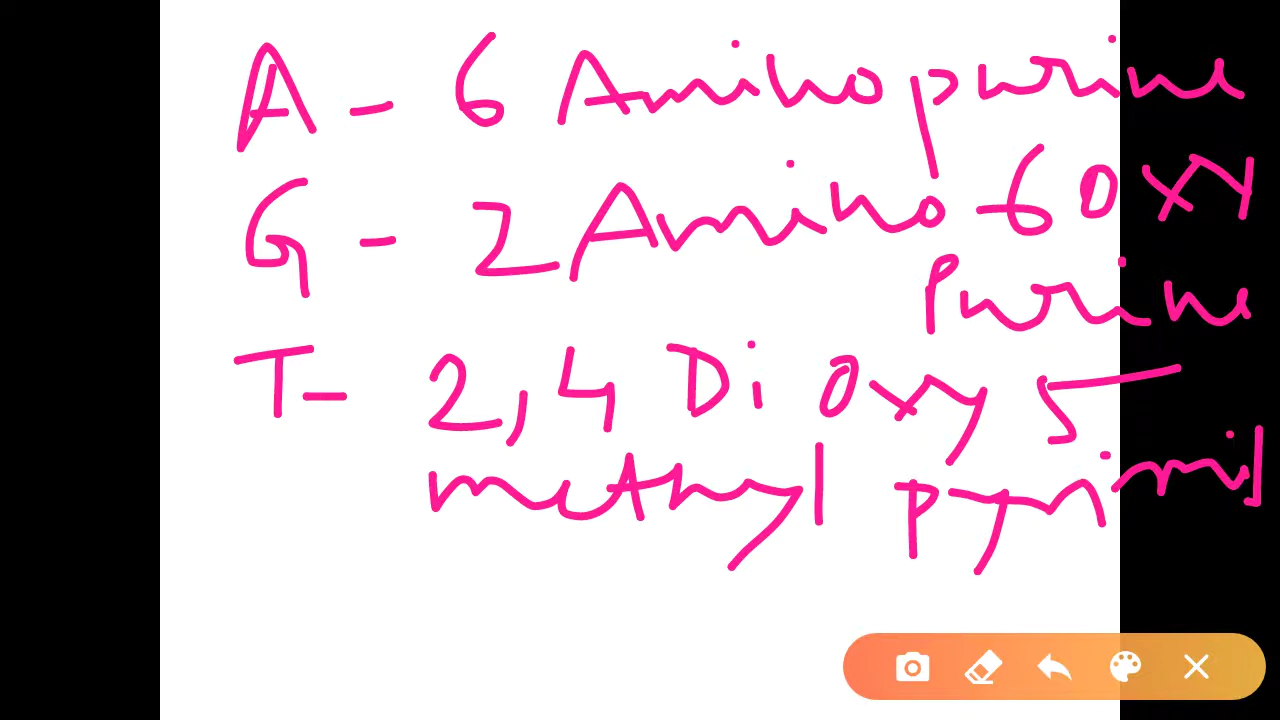 A - 6 Aminopurine
G - 2 Amino - 6 Oxy
Purine
T - 2,4 Di Oxy 5
methyl pyrimid